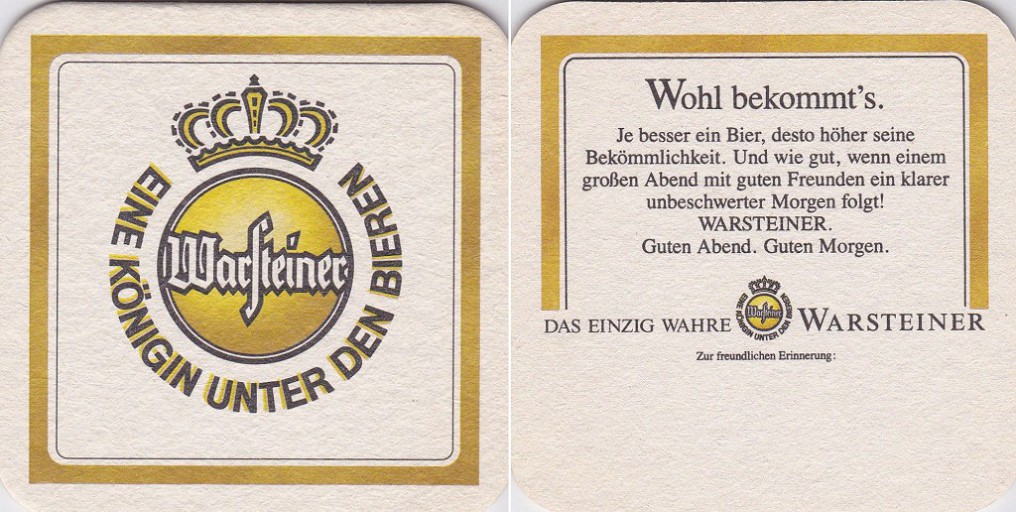 Warsteiner
EINE KÖNIGIN UNTER DEN BIEREN
Wohl bekommt's.
Je besser ein Bier, desto höher seine
Bekömmlichkeit. Und wie gut, wenn einem
großen Abend mit guten Freunden ein klarer
unbeschwerter Morgen folgt!
WARSTEINER.
Guten Abend. Guten Morgen.
DAS EINZIG WAHRE WARSTEINER
Warsteiner
EINE KÖNIGIN UNTER DEN BIEREN
Zur freundlichen Erinnerung: